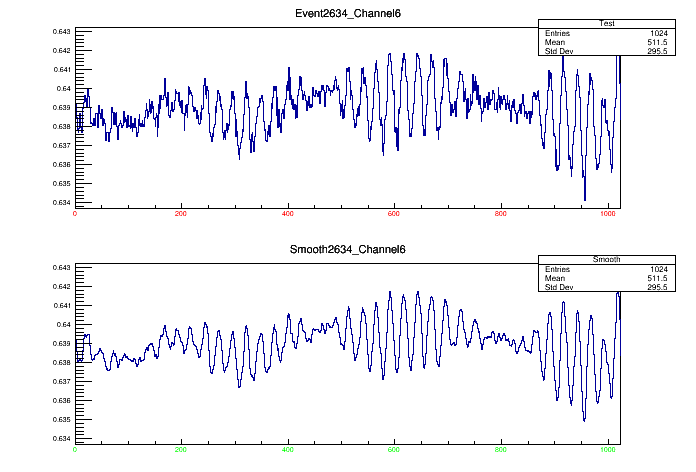 Event2634_Channel6
Test
Entries 1024
Mean 511.5
Std Dev 295.5
0.643
0.642
0.641
0.64
0.639
0.638
0.637
0.636
0.635
0.634
0 200 400 600 800 1000
Smooth2634_Channel6
Smooth
Entries 1024
Mean 511.5
Std Dev 295.5
0.643
0.642
0.641
0.64
0.639
0.638
0.637
0.636
0.635
0.634
0 200 400 600 800 1000